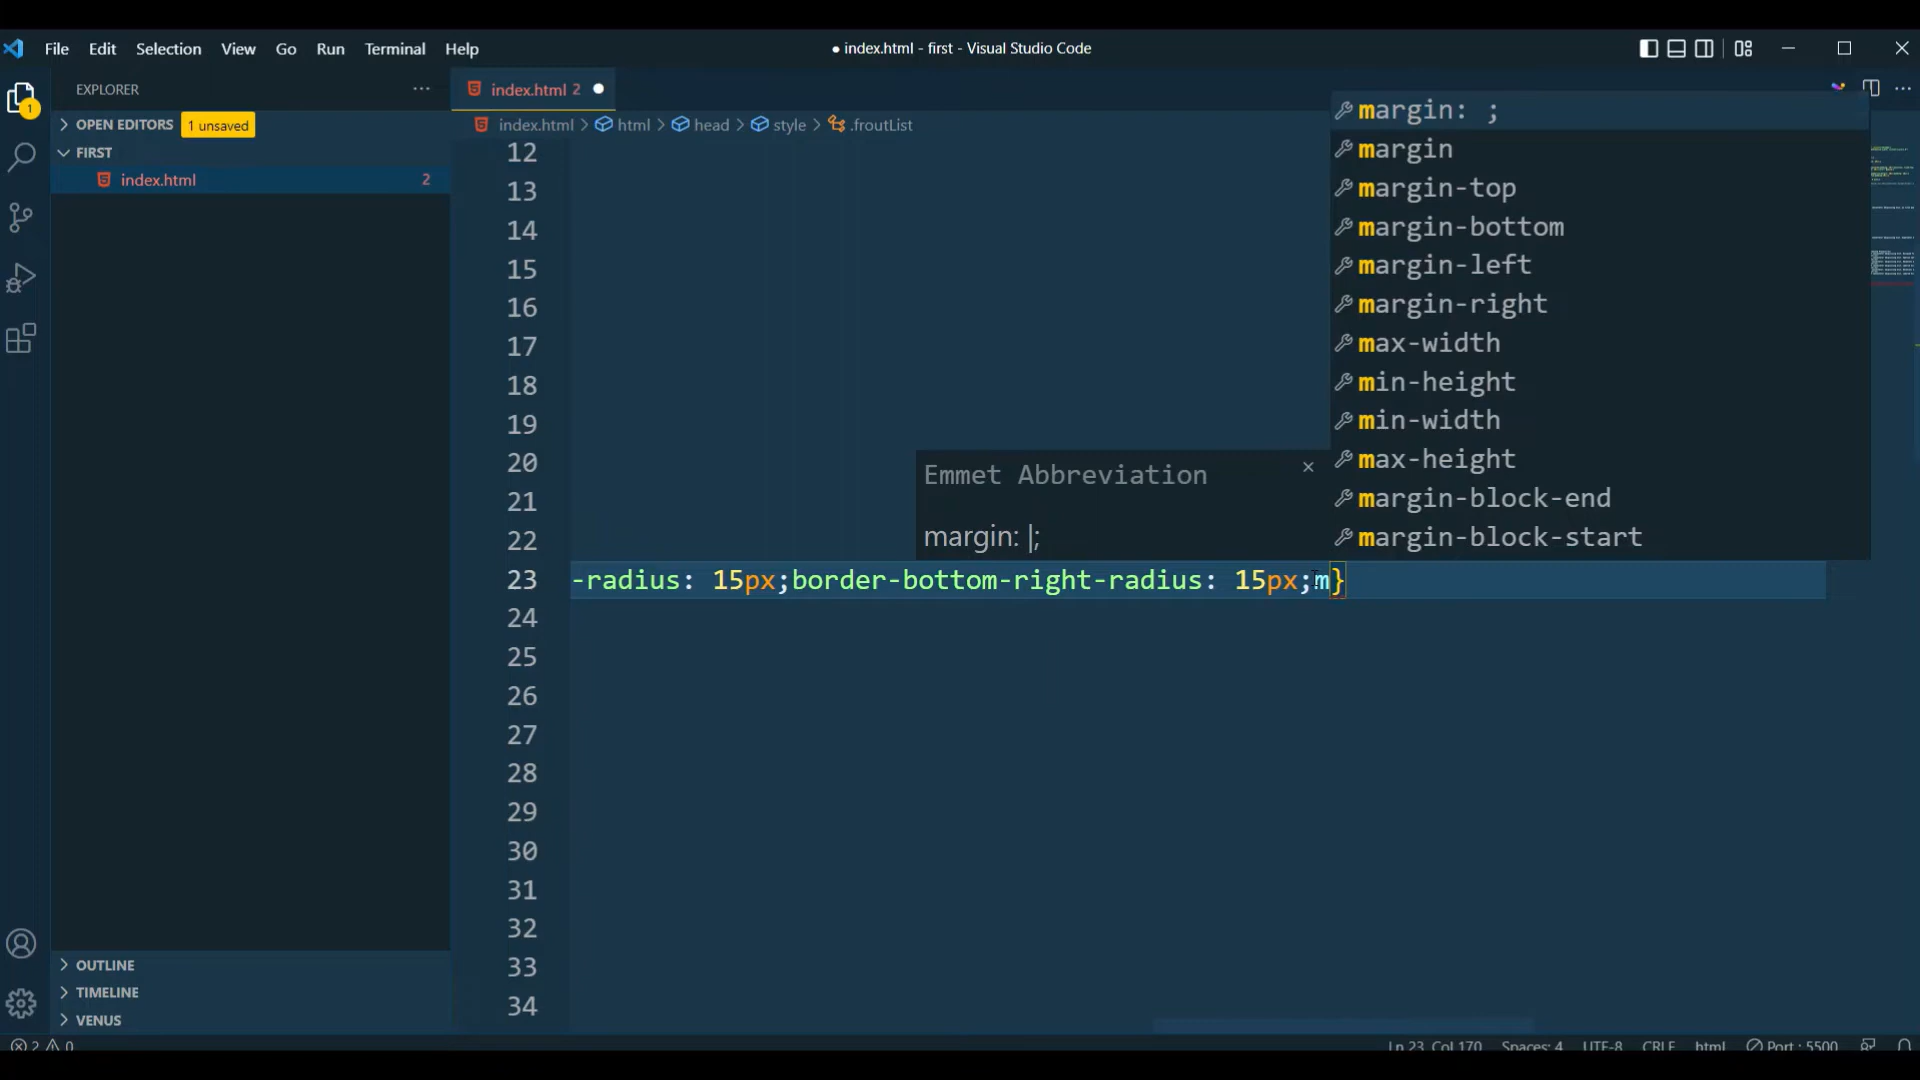 File Edit Selection View Go Run Terminal Help
● index.html - first - Visual Studio Code
EXPLORER ...
index.html 2
1
OPEN EDITORS 1 unsaved
index.html > html > head > style > .froutList
FIRST
index.html 2
12
13
14
15
16
17
18
19
20
21
22
23 -radius: 15px;border-bottom-right-radius: 15px;m}
24
25
26
27
28
29
30
31
32
33
34
margin: ;
margin
margin-top
margin-bottom
margin-left
margin-right
max-width
min-height
min-width
max-height
margin-block-end
margin-block-start
Emmet Abbreviation
margin: |;
OUTLINE
TIMELINE
VENUS
2 0
Ln 23, Col 170 Spaces: 4 UTF-8 CRLF html Port : 5500